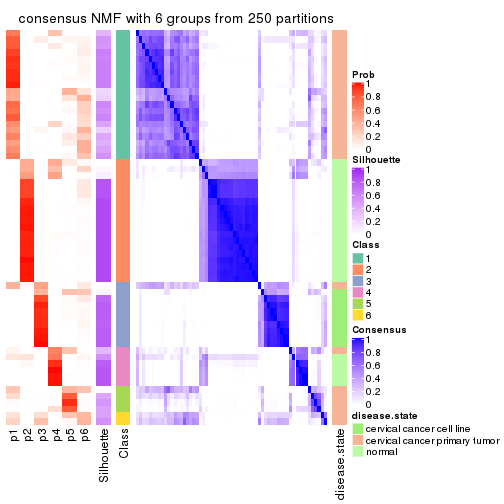 consensus NMF with 6 groups from 250 partitions
Prob
1
0.8
0.6
0.4
0.2
0
Silhouette
1
0.8
0.6
0.4
0.2
0
Class
1
2
3
4
5
6
Consensus
1
0.8
0.6
0.4
0.2
0
disease.state
cervical cancer cell line
cervical cancer primary tumor
normal
p1
p2
p3
p4
p5
p6
Silhouette
Class
disease.state